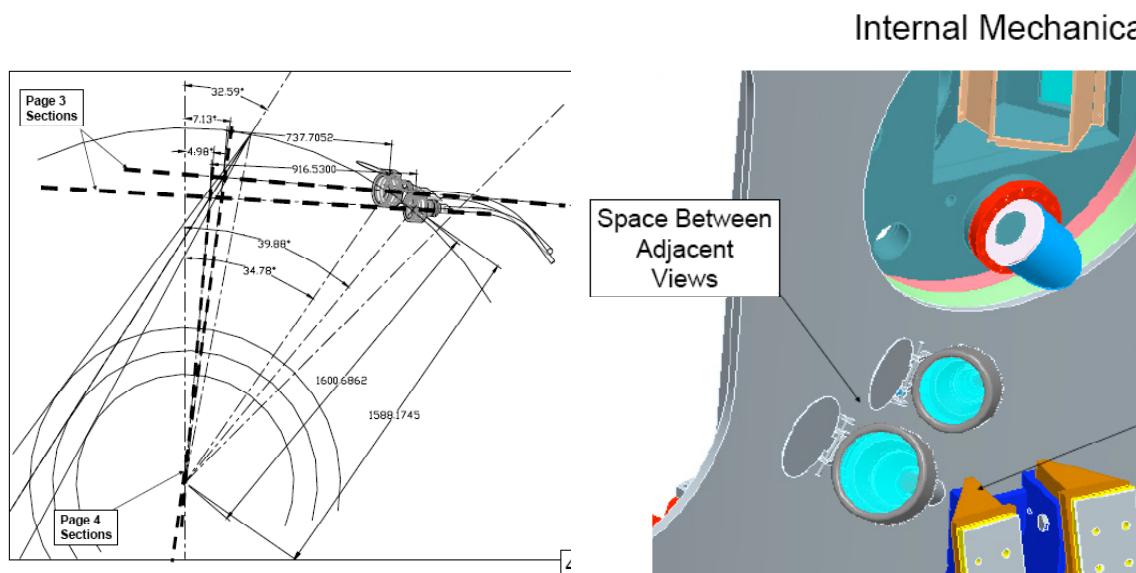 Internal Mechanica
Page 3
Sections
32.59°
7.13°
737.7052
4.98°
916.5300
39.88°
34.78°
1600.6862
1588.1745
Page 4
Sections
Space Between
Adjacent
Views